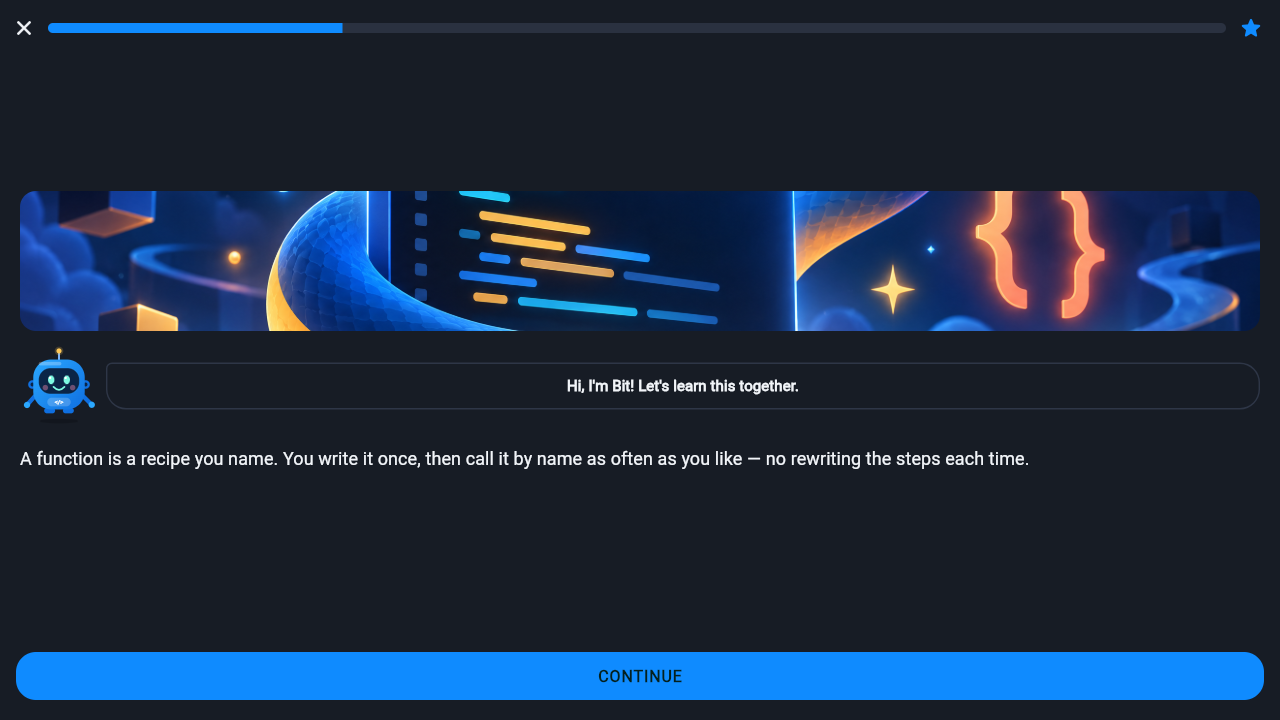 Hi, I'm Bit! Let's learn this together.
A function is a recipe you name. You write it once, then call it by name as often as you like — no rewriting the steps each time.
CONTINUE